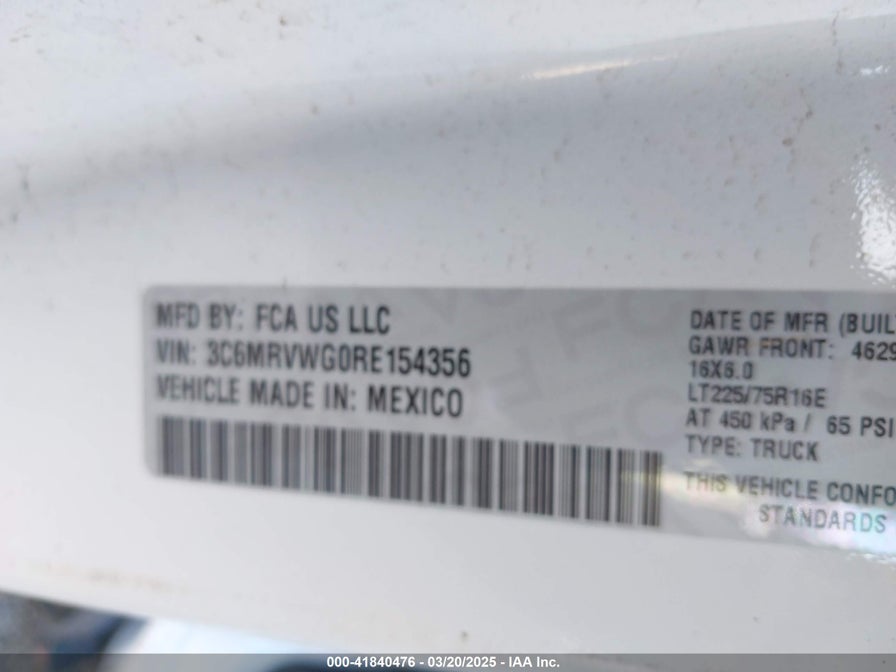 MFD BY: FCA US LLC
VIN: 3C6MRVWG0RE154356
VEHICLE MADE IN: MEXICO
DATE OF MFR (BUIL
GAWR FRONT: 4629
16X6.0
LT225/75R16E
AT 450 kPa / 65 PSI
TYPE: TRUCK
THIS VEHICLE CONFO
STANDARDS
000-41840476 - 03/20/2025 - IAA Inc.